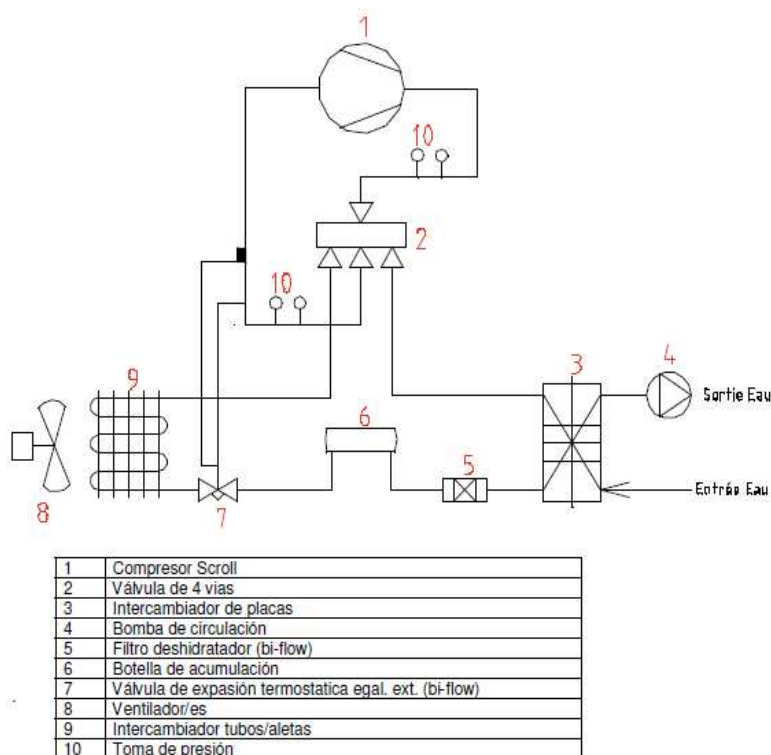 1
10
2
10
3
4
Sortie Eau
9
6
5
Entrée Eau
8
7
1 Compresor Scroll
2 Válvula de 4 vias
3 Intercambiador de placas
4 Bomba de circulación
5 Filtro deshidratador (bi-flow)
6 Botella de acumulación
7 Válvula de expasión termostatica egal. ext. (bi-flow)
8 Ventilador/es
9 Intercambiador tubos/aletas
10 Toma de presión